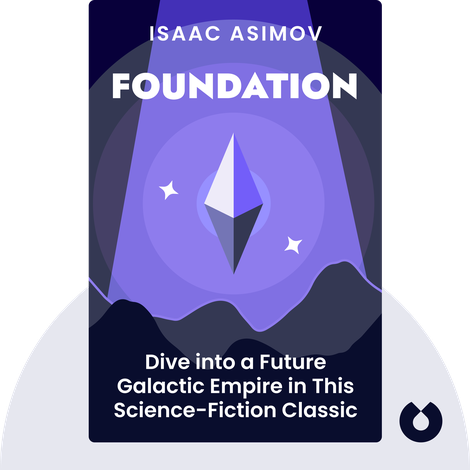 ISAAC ASIMOV
FOUNDATION
Dive into a Future
Galactic Empire in This
Science-Fiction Classic